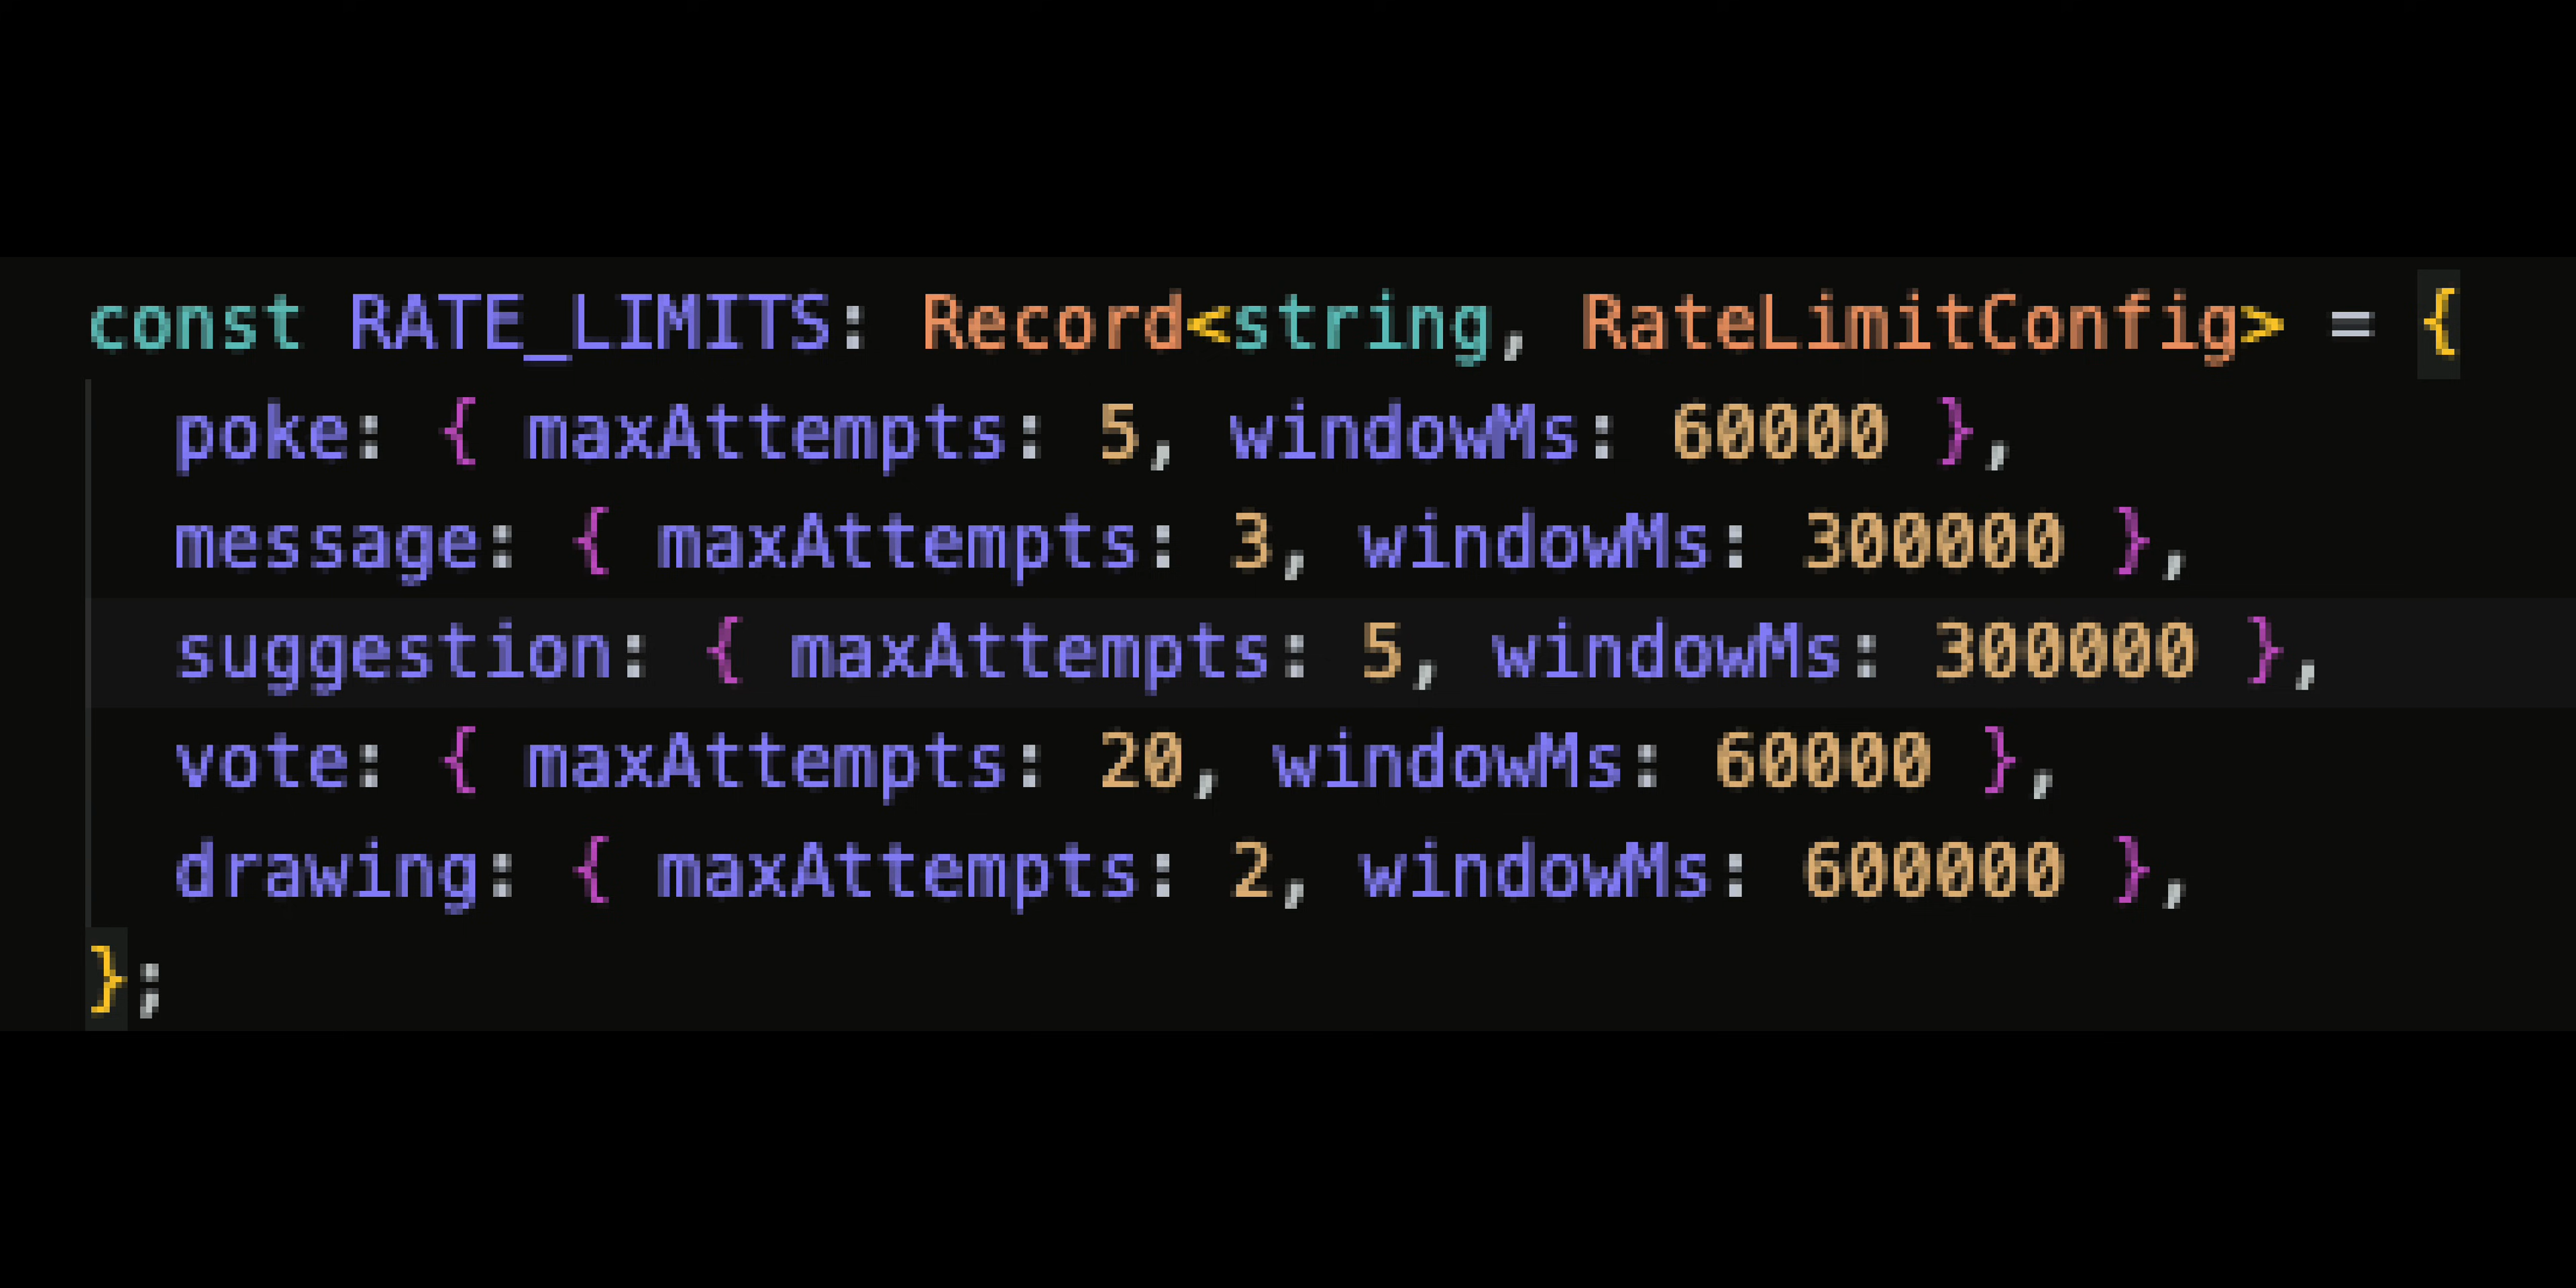 const RATE_LIMITS: Record<string, RateLimitConfig> = {
  poke: { maxAttempts: 5, windowMs: 60000 },
  message: { maxAttempts: 3, windowMs: 300000 },
  suggestion: { maxAttempts: 5, windowMs: 300000 },
  vote: { maxAttempts: 20, windowMs: 60000 },
  drawing: { maxAttempts: 2, windowMs: 600000 },
};